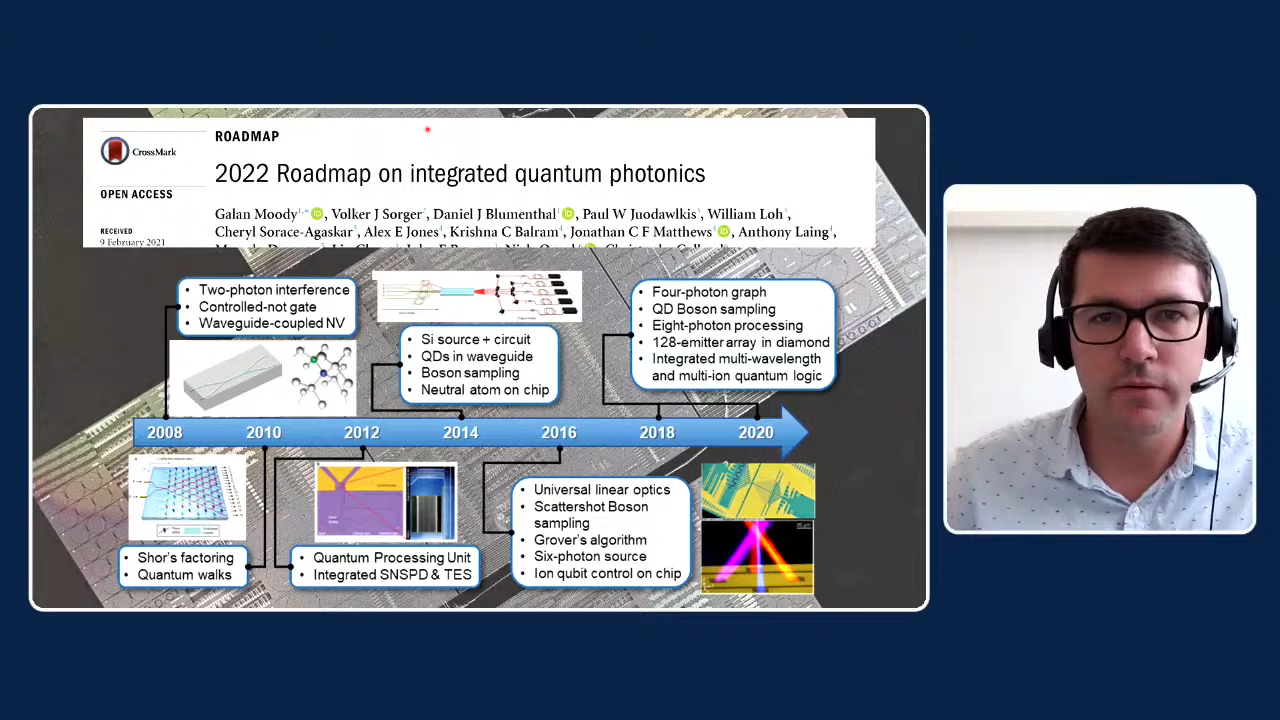 CrossMark
OPEN ACCESS
RECEIVED
9 February 2021
ROADMAP
2022 Roadmap on integrated quantum photonics
Galan Moody, Volker J Sorger, Daniel J Blumenthal, Paul W Juodawlkis, William Loh,
Cheryl Sorace-Agaskar, Alex E Jones, Krishna C Balram, Jonathan C F Matthews, Anthony Laing,
• Two-photon interference
• Controlled-not gate
• Waveguide-coupled NV
• Si source + circuit
• QDs in waveguide
• Boson sampling
• Neutral atom on chip
• Four-photon graph
• QD Boson sampling
• Eight-photon processing
• 128-emitter array in diamond
• Integrated multi-wavelength
and multi-ion quantum logic
2008 2010 2012 2014 2016 2018 2020
• Shor's factoring
• Quantum walks
• Quantum Processing Unit
• Integrated SNSPD & TES
• Universal linear optics
• Scattershot Boson
sampling
• Grover's algorithm
• Six-photon source
• Ion qubit control on chip